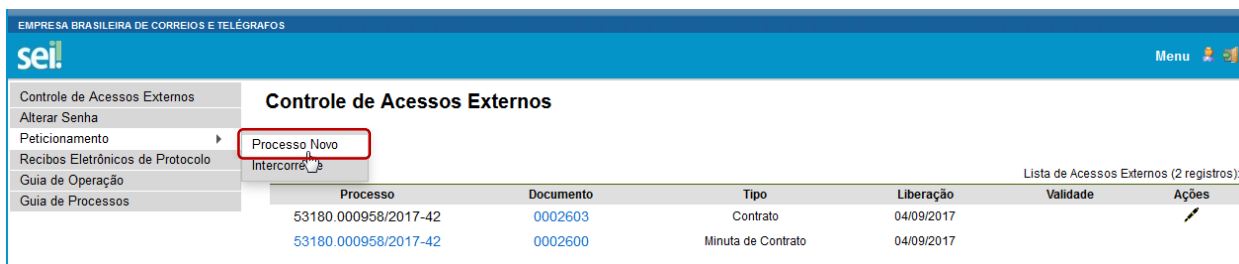 EMPRESA BRASILEIRA DE CORREIOS E TELÉGRAFOS
sei!
Menu
Controle de Acessos Externos
Alterar Senha
Peticionamento
Recibos Eletrônicos de Protocolo
Guia de Operação
Guia de Processos
Controle de Acessos Externos
Processo Novo
Lista de Acessos Externos (2 registros):
Processo Documento Tipo Liberação Validade Ações
53180.000958/2017-42 0002603 Contrato 04/09/2017
53180.000958/2017-42 0002600 Minuta de Contrato 04/09/2017